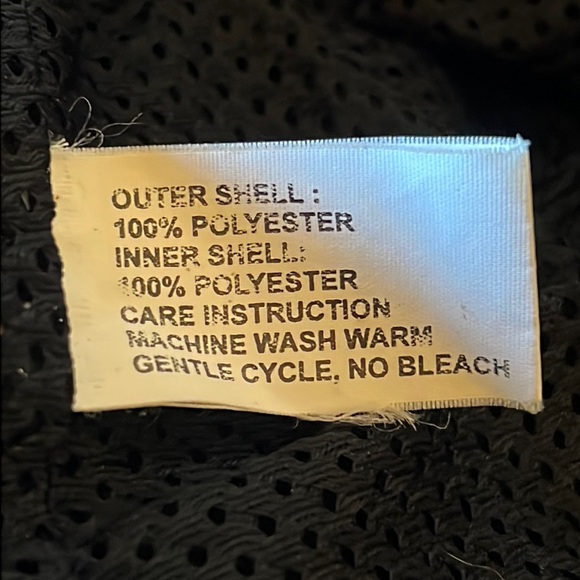 OUTER SHELL :
100% POLYESTER
INNER SHELL:
100% POLYESTER
CARE INSTRUCTION
MACHINE WASH WARM
GENTLE CYCLE, NO BLEACH